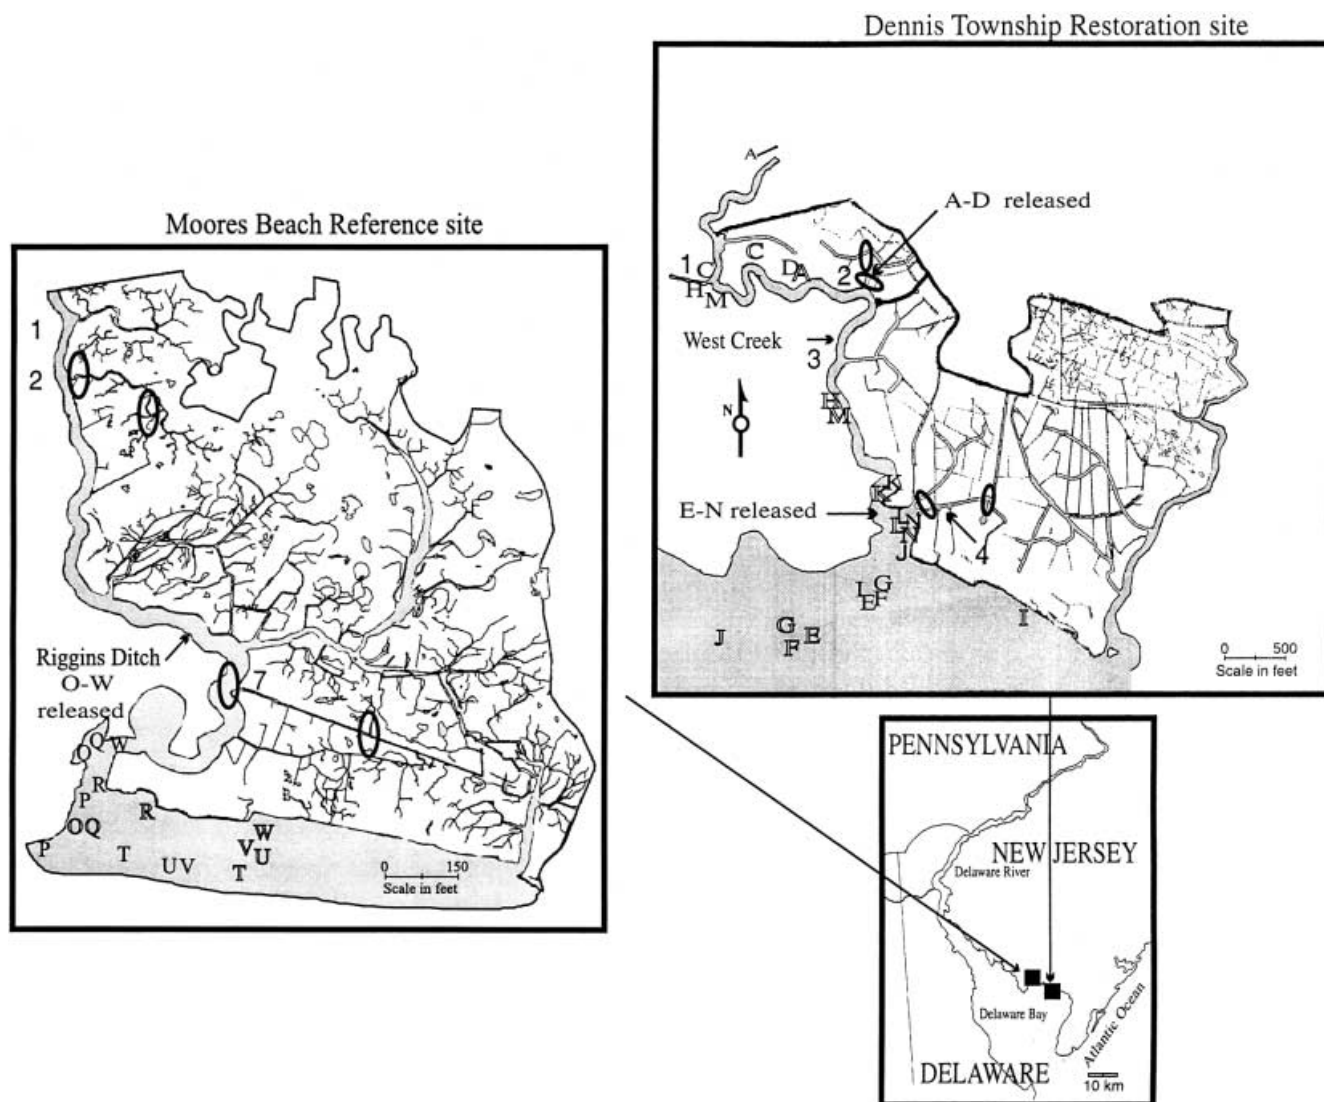 Dennis Township Restoration site
A
A-D released
C
1
C
D
A
2
H
M
West Creek
3
N
H
M
K
K
E-N released
L
N
L
N
J
4
L
G
E
F
I
G
J
E
F
0 500
Scale in feet
Moores Beach Reference site
1
2
Riggins Ditch
O-W
released
7
Q
W
O
R
P
R
OQ
W
P
T
V
U
UV
T
0 150
Scale in feet
PENNSYLVANIA
NEW JERSEY
Delaware River
Delaware Bay
Atlantic Ocean
DELAWARE
10 km